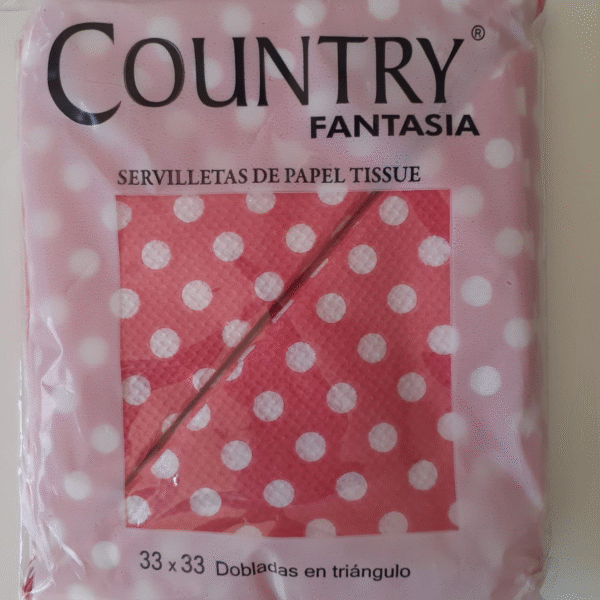 COUNTRY®
FANTASIA
SERVILLETAS DE PAPEL TISSUE
33 x 33 Dobladas en triángulo